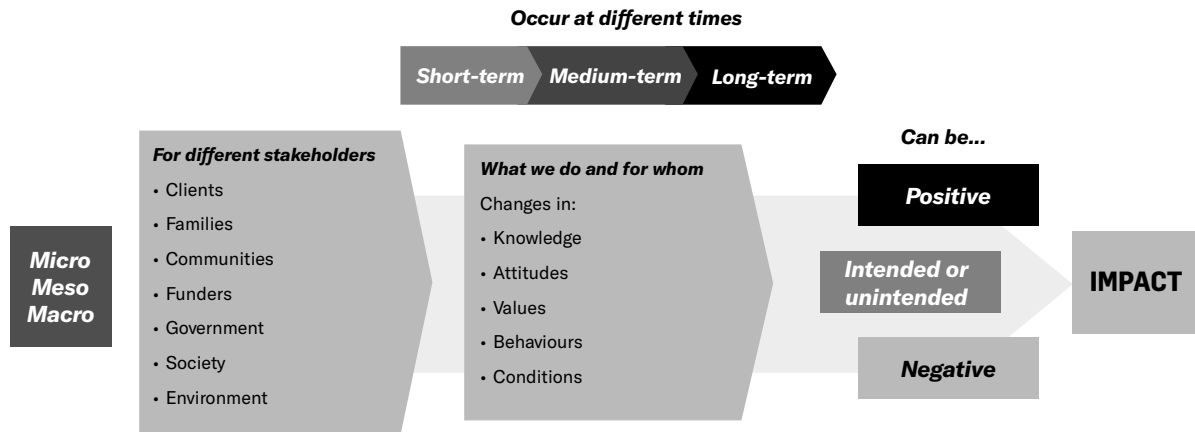 Occur at different times
Short-term
Medium-term
Long-term
Micro
Meso
Macro
For different stakeholders
• Clients
• Families
• Communities
• Funders
• Government
• Society
• Environment
What we do and for whom
Changes in:
• Knowledge
• Attitudes
• Values
• Behaviours
• Conditions
Can be...
Positive
Intended or
unintended
Negative
IMPACT